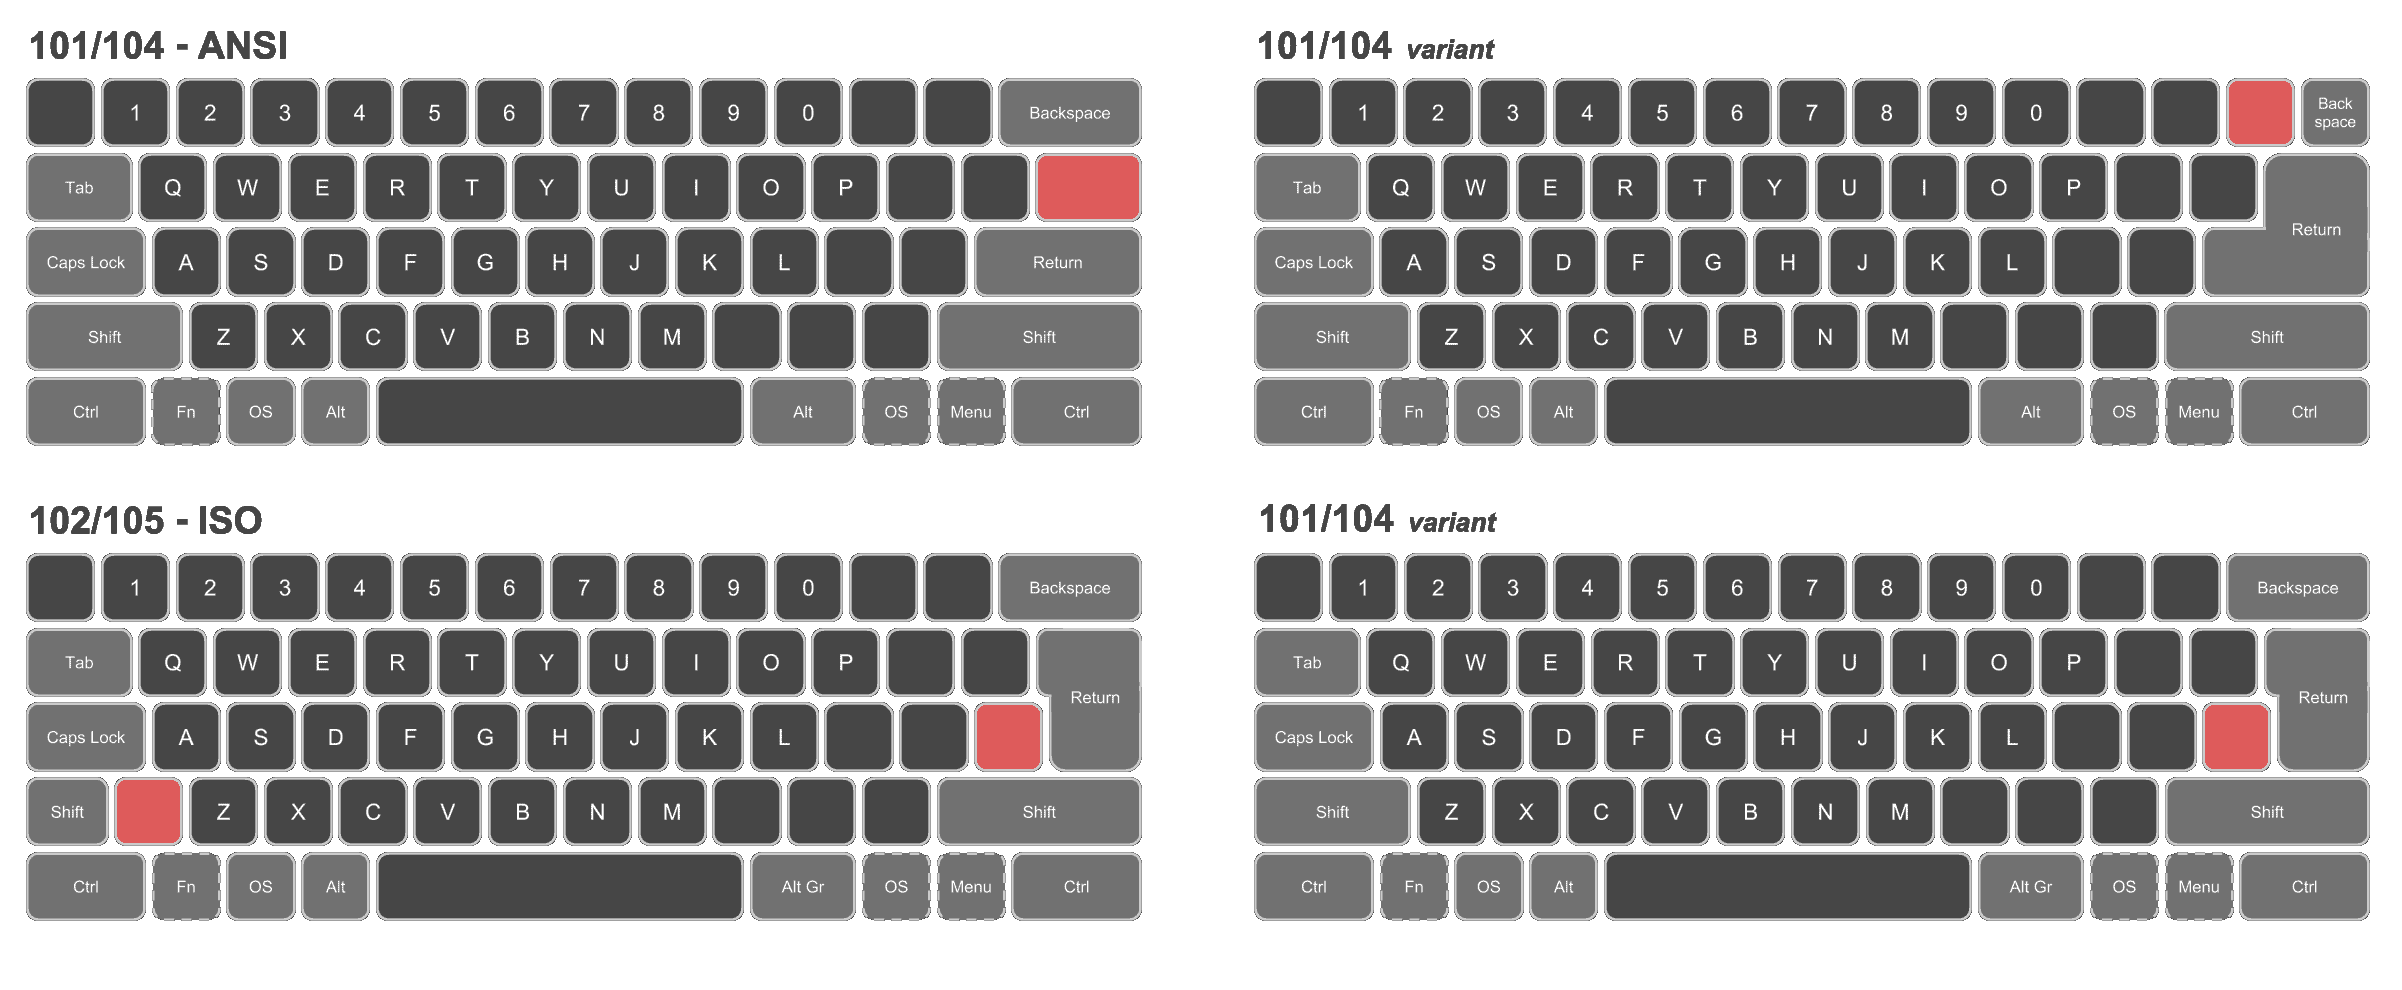 101/104 - ANSI
1 2 3 4 5 6 7 8 9 0 Backspace
Tab Q W E R T Y U I O P
Caps Lock A S D F G H J K L Return
Shift Z X C V B N M Shift
Ctrl Fn OS Alt Alt OS Menu Ctrl
101/104 variant
1 2 3 4 5 6 7 8 9 0 Back
space
Tab Q W E R T Y U I O P
Return
Caps Lock A S D F G H J K L
Shift Z X C V B N M Shift
Ctrl Fn OS Alt Alt OS Menu Ctrl
102/105 - ISO
1 2 3 4 5 6 7 8 9 0 Backspace
Tab Q W E R T Y U I O P
Return
Caps Lock A S D F G H J K L
Shift Z X C V B N M Shift
Ctrl Fn OS Alt Alt Gr OS Menu Ctrl
101/104 variant
1 2 3 4 5 6 7 8 9 0 Backspace
Tab Q W E R T Y U I O P
Return
Caps Lock A S D F G H J K L
Shift Z X C V B N M Shift
Ctrl Fn OS Alt Alt Gr OS Menu Ctrl